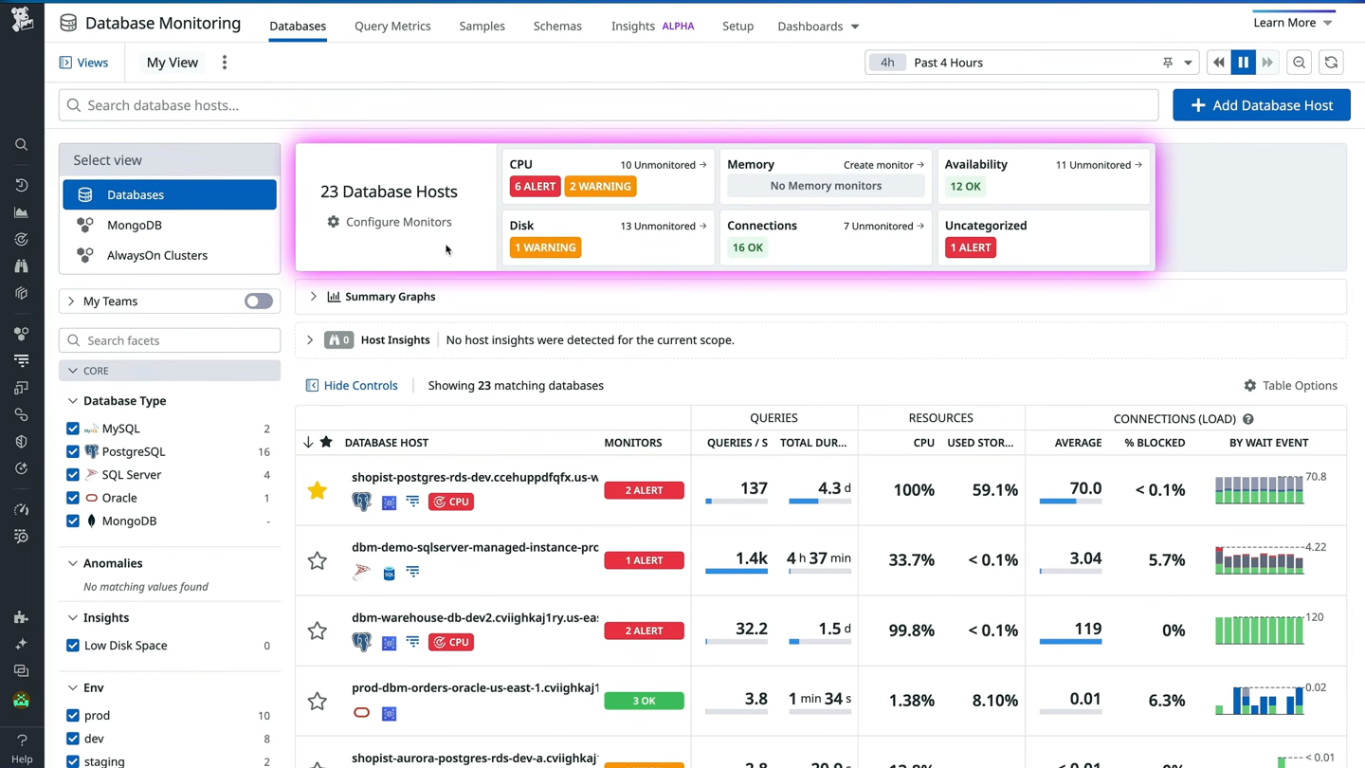 Database Monitoring
Databases Query Metrics Samples Schemas Insights ALPHA Setup Dashboards
Learn More
Views My View
4h Past 4 Hours
Search database hosts...
Add Database Host
Select view
Databases
MongoDB
AlwaysOn Clusters
My Teams
Search facets
CORE
Database Type
MySQL 2
PostgreSQL 16
SQL Server 4
Oracle 1
MongoDB -
Anomalies
No matching values found
Insights
Low Disk Space 0
Env
prod 10
dev 8
staging 2
Help
23 Database Hosts
Configure Monitors
CPU 10 Unmonitored →
6 ALERT 2 WARNING
Memory Create monitor →
No Memory monitors
Availability 11 Unmonitored →
12 OK
Disk 13 Unmonitored →
1 WARNING
Connections 7 Unmonitored →
16 OK
Uncategorized
1 ALERT
Summary Graphs
0 Host Insights No host insights were detected for the current scope.
Hide Controls Showing 23 matching databases Table Options
QUERIES RESOURCES CONNECTIONS (LOAD) ?
DATABASE HOST MONITORS QUERIES / S TOTAL DUR... CPU USED STOR... AVERAGE % BLOCKED BY WAIT EVENT
shopist-postgres-rds-dev.ccehuppdfqfx.us-w
CPU 2 ALERT 137 4.3 d 100% 59.1% 70.0 < 0.1% 70.8
dbm-demo-sqlserver-managed-instance-pro
1 ALERT 1.4k 4 h 37 min 33.7% < 0.1% 3.04 5.7% 4.22
dbm-warehouse-db-dev2.cviighkaj1ry.us-eas
CPU 2 ALERT 32.2 1.5 d 99.8% < 0.1% 119 0% 120
prod-dbm-orders-oracle-us-east-1.cviighkaj1
3 OK 3.8 1 min 34 s 1.38% 8.10% 0.01 6.3% 0.02
shopist-aurora-postgres-rds-dev-a.cviighkaj
< 0.01